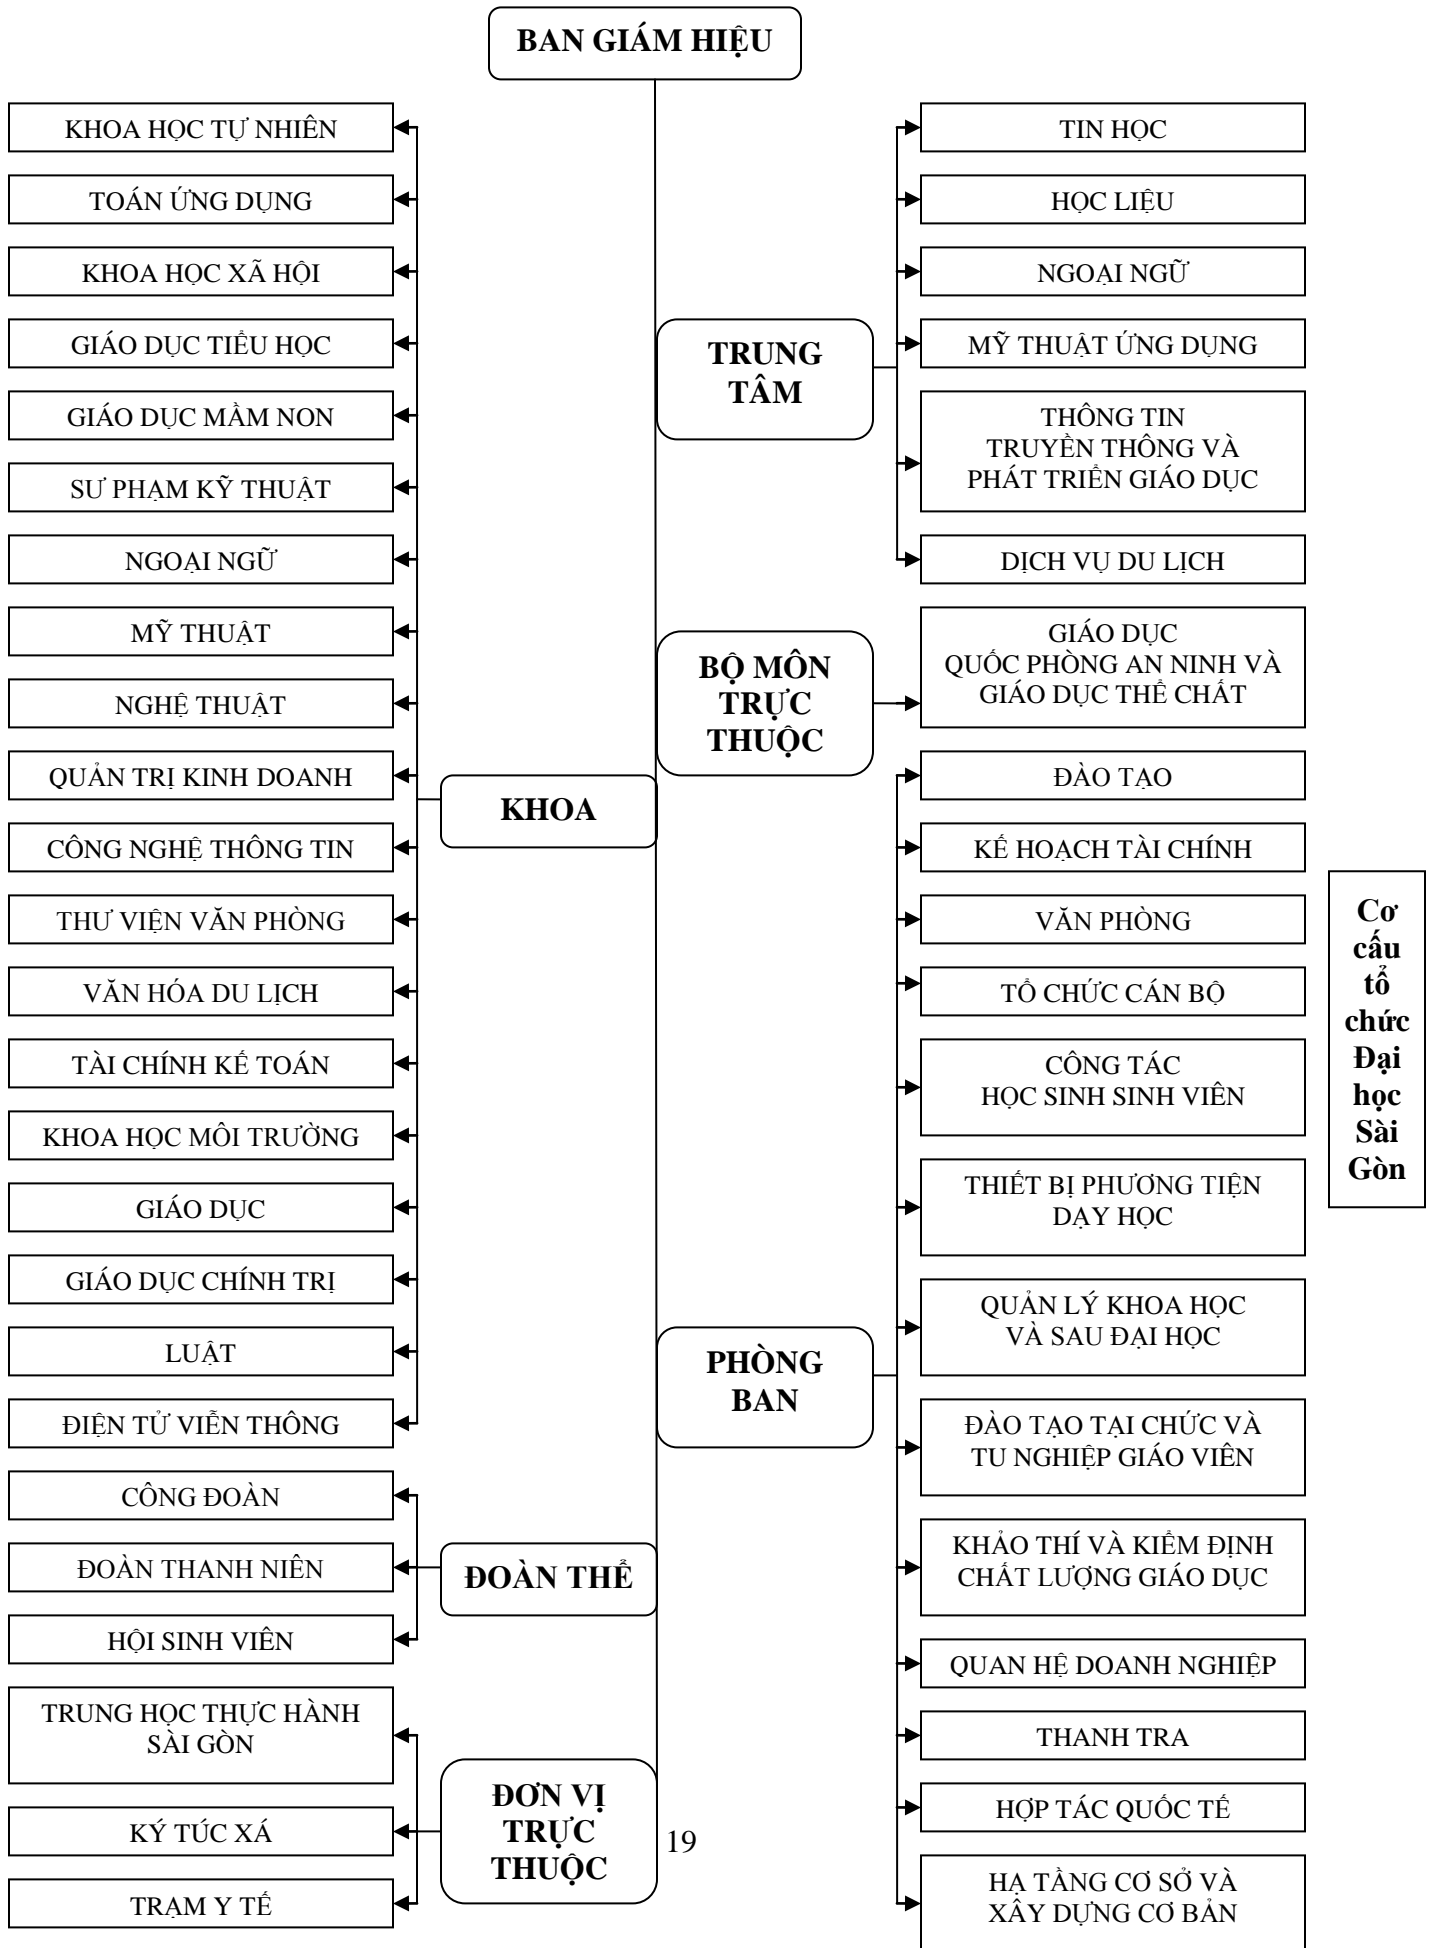 BAN GIÁM HIỆU
KHOA HỌC TỰ NHIÊN
TOÁN ỨNG DỤNG
KHOA HỌC XÃ HỘI
GIÁO DỤC TIỂU HỌC
GIÁO DỤC MẦM NON
SƯ PHẠM KỸ THUẬT
NGOẠI NGỮ
MỸ THUẬT
NGHỆ THUẬT
QUẢN TRỊ KINH DOANH
CÔNG NGHỆ THÔNG TIN
THƯ VIỆN VĂN PHÒNG
VĂN HÓA DU LỊCH
TÀI CHÍNH KẾ TOÁN
KHOA HỌC MÔI TRƯỜNG
GIÁO DỤC
GIÁO DỤC CHÍNH TRỊ
LUẬT
ĐIỆN TỬ VIỄN THÔNG
CÔNG ĐOÀN
ĐOÀN THANH NIÊN
HỘI SINH VIÊN
TRUNG HỌC THỰC HÀNH
SÀI GÒN
KÝ TÚC XÁ
TRẠM Y TẾ
KHOA
ĐOÀN THỂ
ĐƠN VỊ
TRỰC
THUỘC
TRUNG
TÂM
BỘ MÔN
TRỰC
THUỘC
PHÒNG
BAN
TIN HỌC
HỌC LIỆU
NGOẠI NGỮ
MỸ THUẬT ỨNG DỤNG
THÔNG TIN
TRUYỀN THÔNG VÀ
PHÁT TRIỂN GIÁO DỤC
DỊCH VỤ DU LỊCH
GIÁO DỤC
QUỐC PHÒNG AN NINH VÀ
GIÁO DỤC THỂ CHẤT
ĐÀO TẠO
KẾ HOẠCH TÀI CHÍNH
VĂN PHÒNG
TỔ CHỨC CÁN BỘ
CÔNG TÁC
HỌC SINH SINH VIÊN
THIẾT BỊ PHƯƠNG TIỆN
DẠY HỌC
QUẢN LÝ KHOA HỌC
VÀ SAU ĐẠI HỌC
ĐÀO TẠO TẠI CHỨC VÀ
TU NGHIỆP GIÁO VIÊN
KHẢO THÍ VÀ KIỂM ĐỊNH
CHẤT LƯỢNG GIÁO DỤC
QUAN HỆ DOANH NGHIỆP
THANH TRA
HỢP TÁC QUỐC TẾ
HẠ TẦNG CƠ SỞ VÀ
XÂY DỰNG CƠ BẢN
Cơ
cấu
tổ
chức
Đại
học
Sài
Gòn
19